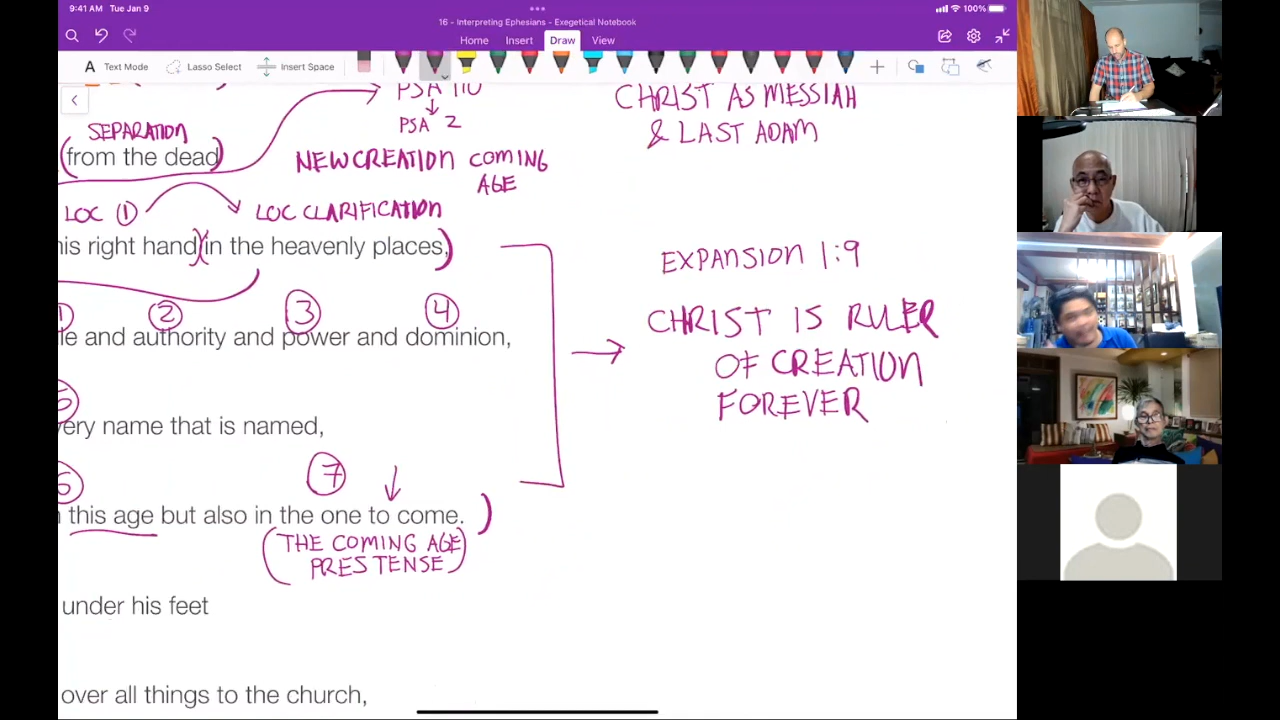 9:41 AM Tue Jan 9
100%
16 - Interpreting Ephesians - Exegetical Notebook
Home Insert Draw View
A Text Mode Lasso Select Insert Space
PSA 110
CHRIST AS MESSIAH
& LAST ADAM
PSA 2
SEPARATION
(from the dead)
NEW CREATION COMING
AGE
LOC ① LOC CLARIFICATION
his right hand)(in the heavenly places,)
EXPANSION 1:9
① ② ③ ④
le and authority and power and dominion,
CHRIST IS RULER
OF CREATION
FOREVER
⑤
very name that is named,
⑥ ⑦
this age but also in the one to come.)
(THE COMING AGE
PRES TENSE)
under his feet
over all things to the church,